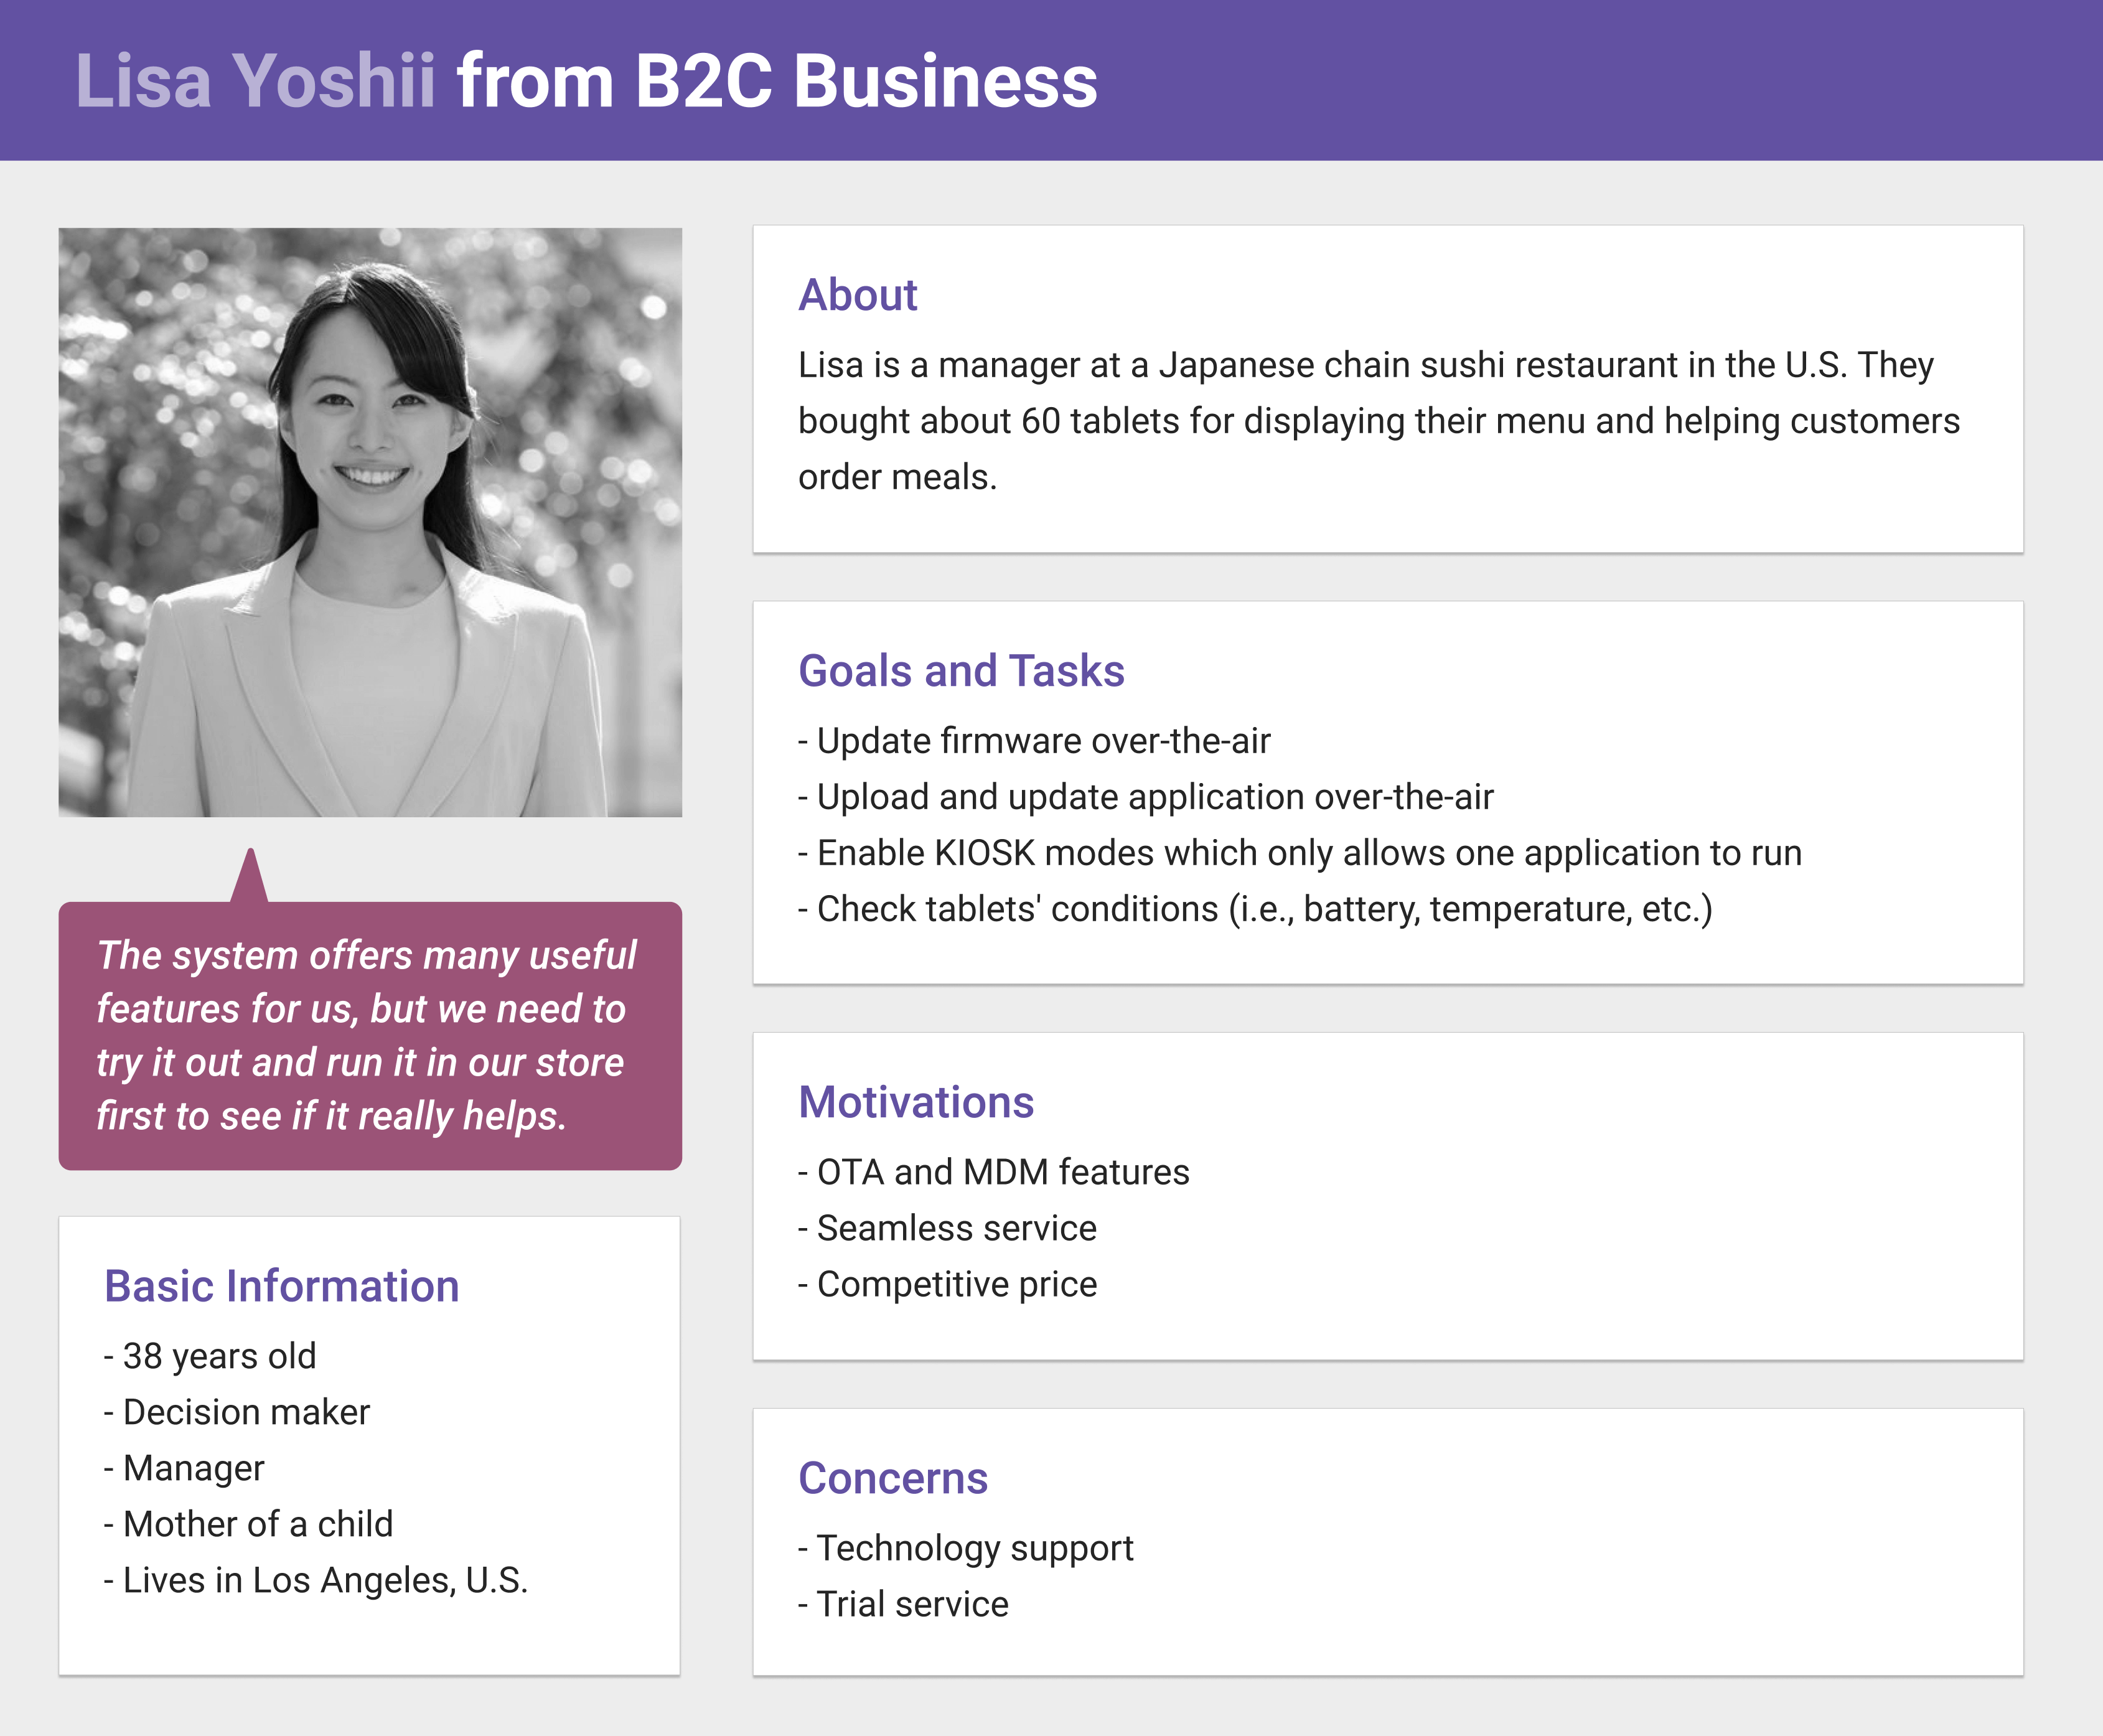 Lisa Yoshii from B2C Business
The system offers many useful
features for us, but we need to
try it out and run it in our store
first to see if it really helps.
Basic Information
- 38 years old
- Decision maker
- Manager
- Mother of a child
- Lives in Los Angeles, U.S.
About
Lisa is a manager at a Japanese chain sushi restaurant in the U.S. They
bought about 60 tablets for displaying their menu and helping customers
order meals.
Goals and Tasks
- Update firmware over-the-air
- Upload and update application over-the-air
- Enable KIOSK modes which only allows one application to run
- Check tablets' conditions (i.e., battery, temperature, etc.)
Motivations
- OTA and MDM features
- Seamless service
- Competitive price
Concerns
- Technology support
- Trial service